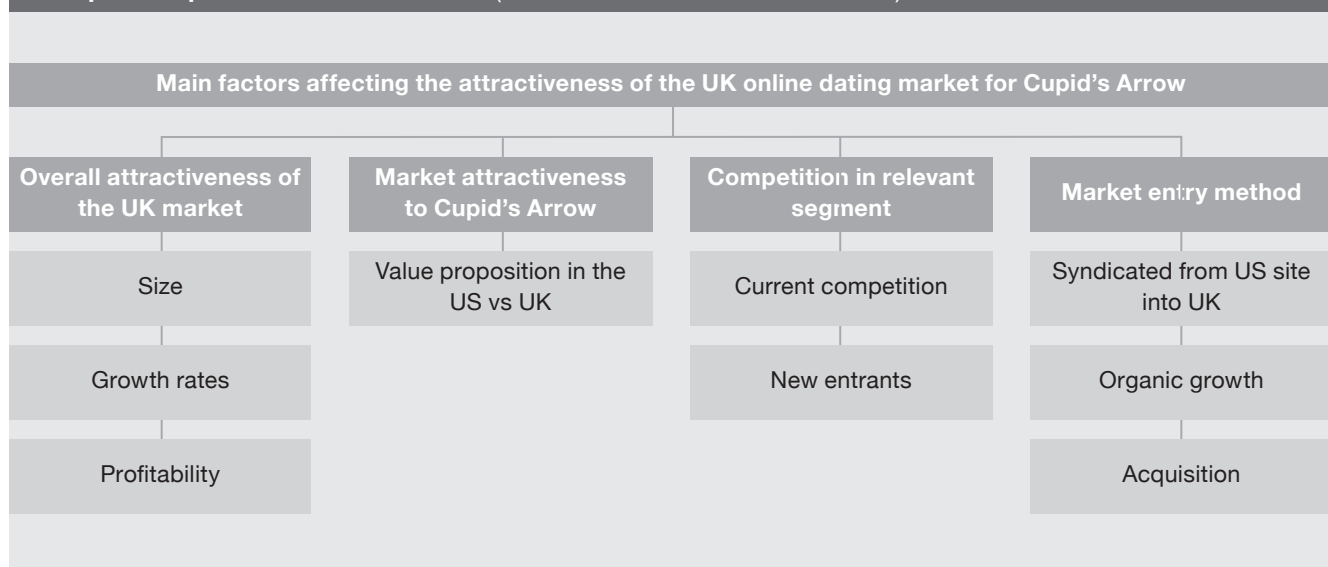 Main factors affecting the attractiveness of the UK online dating market for Cupid's Arrow
Overall attractiveness of
the UK market
Size
Growth rates
Profitability
Market attractiveness
to Cupid's Arrow
Value proposition in the
US vs UK
Competition in relevant
segment
Current competition
New entrants
Market entry method
Syndicated from US site
into UK
Organic growth
Acquisition